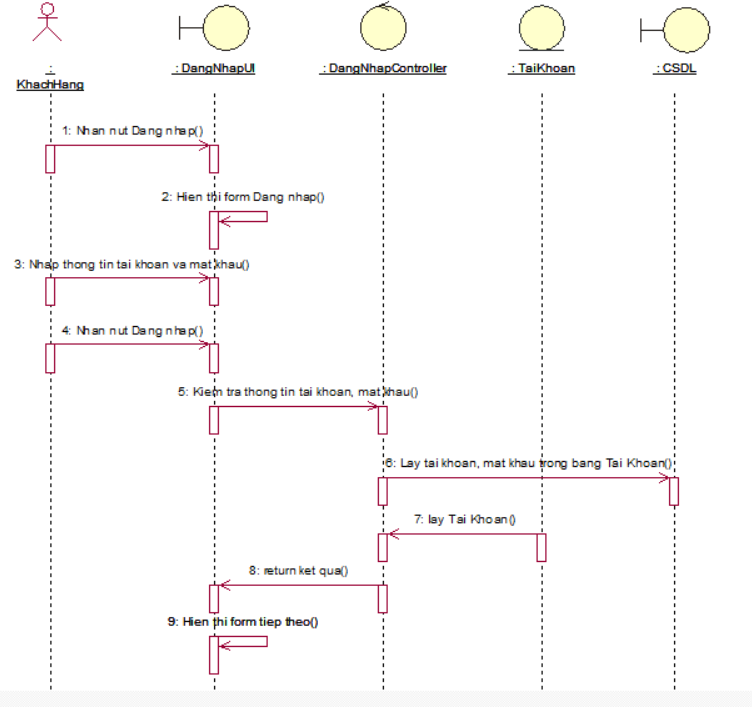 :
KhachHang
: DangNhapUI
: DangNhapController
: TaiKhoan
: CSDL
1: Nhan nut Dang nhap()
2: Hien thi form Dang nhap()
3: Nhap thong tin tai khoan va mat khau()
4: Nhan nut Dang nhap()
5: Kiem tra thong tin tai khoan, mat khau()
6: Lay tai khoan, mat khau trong bang Tai Khoan()
7: lay Tai Khoan()
8: return ket qua()
9: Hien thi form tiep theo()